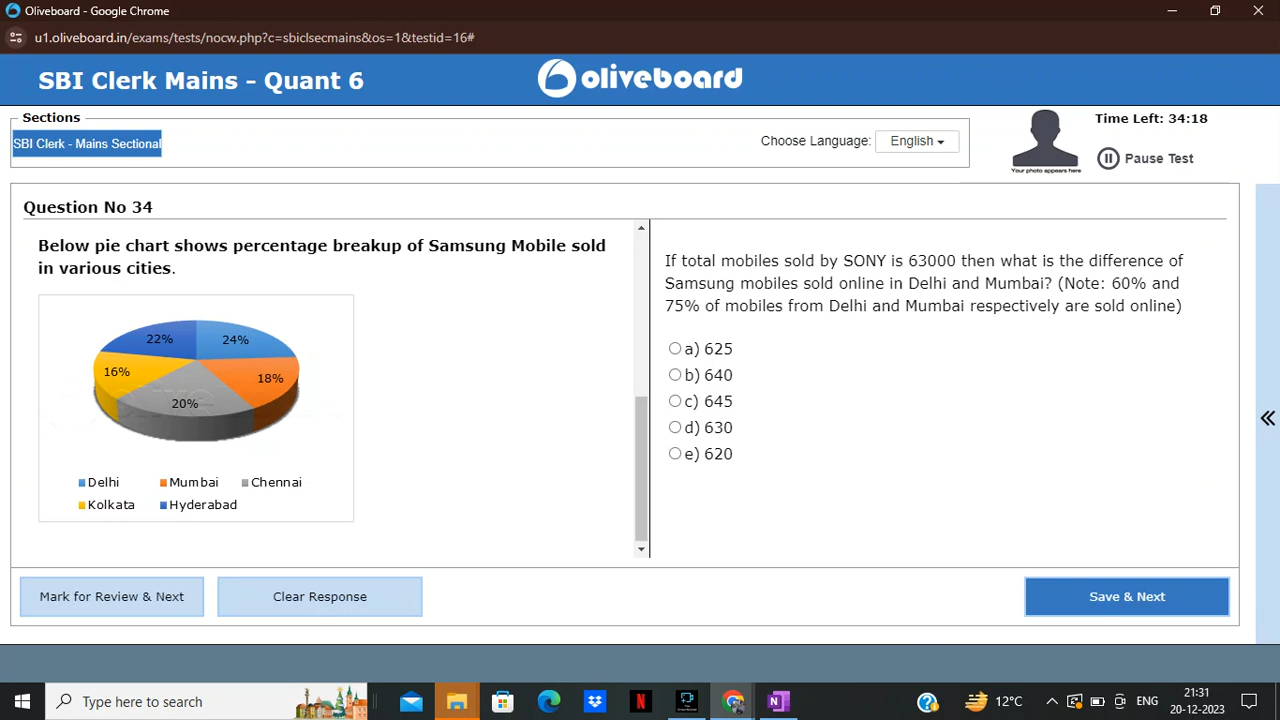 Oliveboard - Google Chrome
u1.oliveboard.in/exams/tests/nocw.php?c=sbiclsecmains&os=1&testid=16#
SBI Clerk Mains - Quant 6
oliveboard
Sections
SBI Clerk - Mains Sectional
Choose Language:
English
Your photo appears here
Time Left: 34:18
Pause Test
Question No 34
Below pie chart shows percentage breakup of Samsung Mobile sold
in various cities.
22%
24%
16%
18%
20%
Delhi
Mumbai
Chennai
Kolkata
Hyderabad
If total mobiles sold by SONY is 63000 then what is the difference of
Samsung mobiles sold online in Delhi and Mumbai? (Note: 60% and
75% of mobiles from Delhi and Mumbai respectively are sold online)
a) 625
b) 640
c) 645
d) 630
e) 620
Mark for Review & Next
Clear Response
Save & Next
Type here to search
12°C
ENG
21:31
20-12-2023